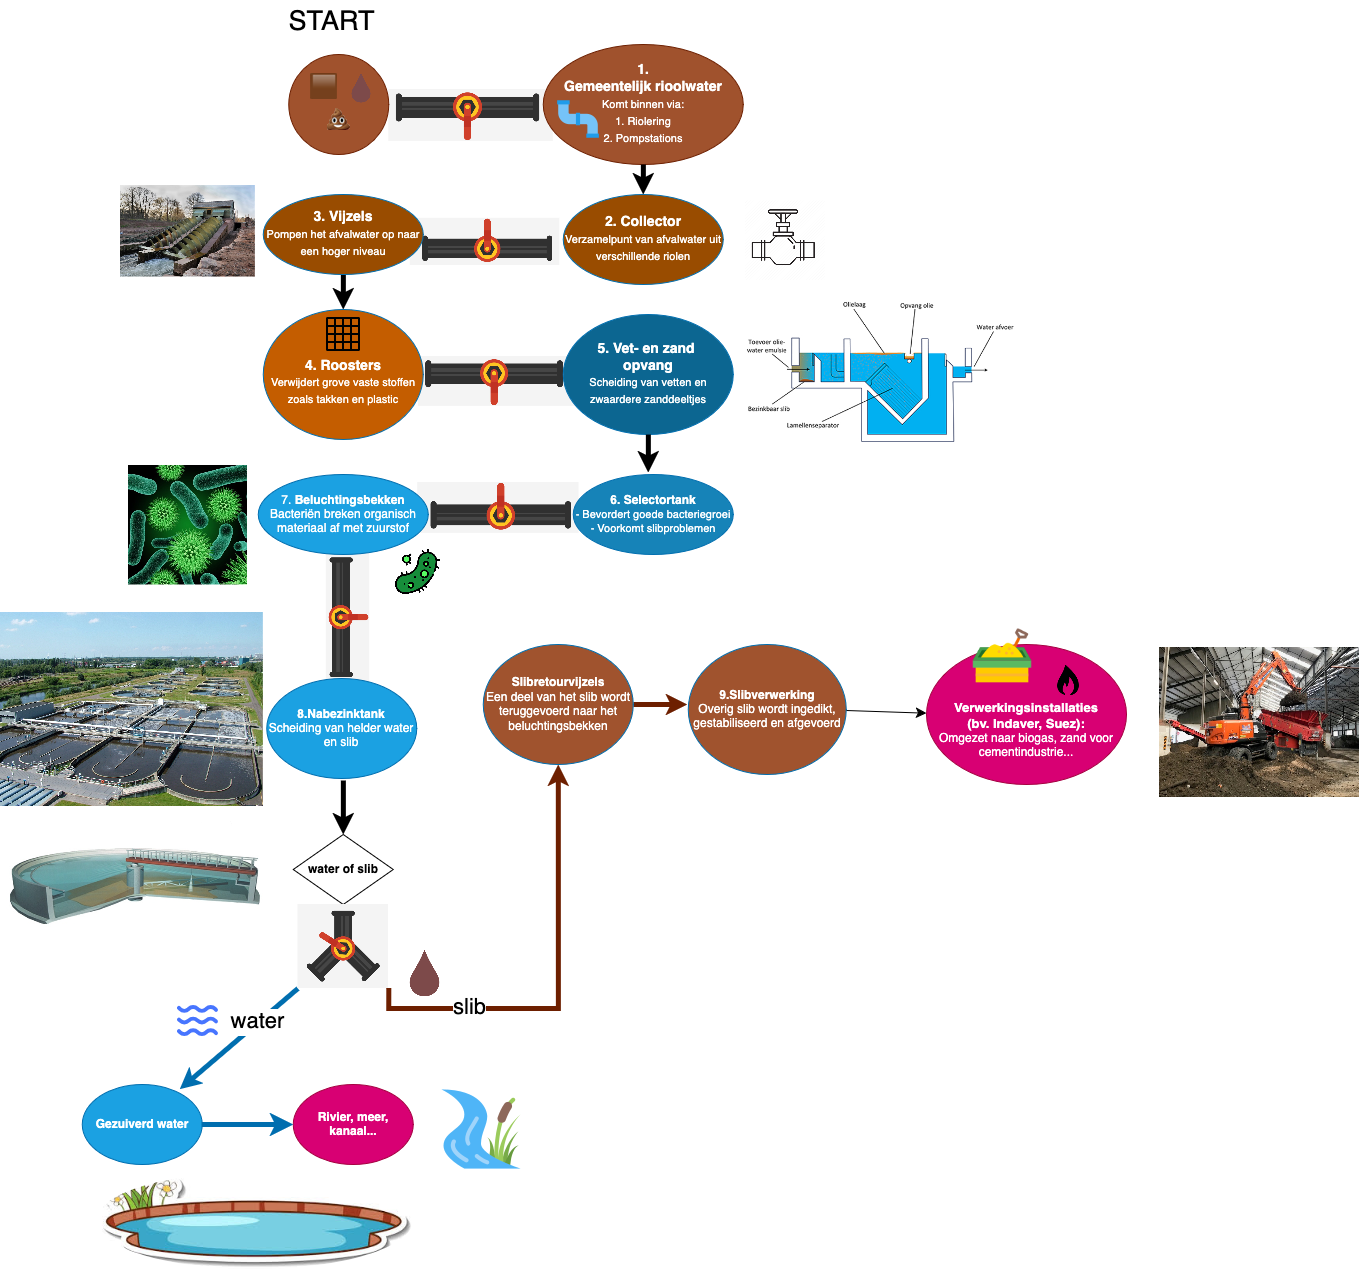 START
1.
Gemeentelijk rioolwater
Komt binnen via:
1. Riolering
2. Pompstations
3. Vijzels
Pompen het afvalwater op naar
een hoger niveau
2. Collector
Verzamelpunt van afvalwater uit
verschillende riolen
4. Roosters
Verwijdert grove vaste stoffen
zoals takken en plastic
5. Vet- en zand
opvang
Scheiding van vetten en
zwaardere zanddeeltjes
Olielaag
Opvang olie
Water afvoer
Toevoer olie-
water emulsie
Bezinkbaar slib
Lamellenseparator
7. Beluchtingsbekken
Bacteriën breken organisch
materiaal af met zuurstof
6. Selectortank
- Bevordert goede bacteriegroei
- Voorkomt slibproblemen
8.Nabezinktank
Scheiding van helder water
en slib
Slibretourvijzels
Een deel van het slib wordt
teruggevoerd naar het
beluchtingsbekken
9.Slibverwerking
Overig slib wordt ingedikt,
gestabiliseerd en afgevoerd
Verwerkingsinstallaties
(bv. Indaver, Suez):
Omgezet naar biogas, zand voor
cementindustrie...
water of slib
slib
water
Gezuiverd water
Rivier, meer,
kanaal...